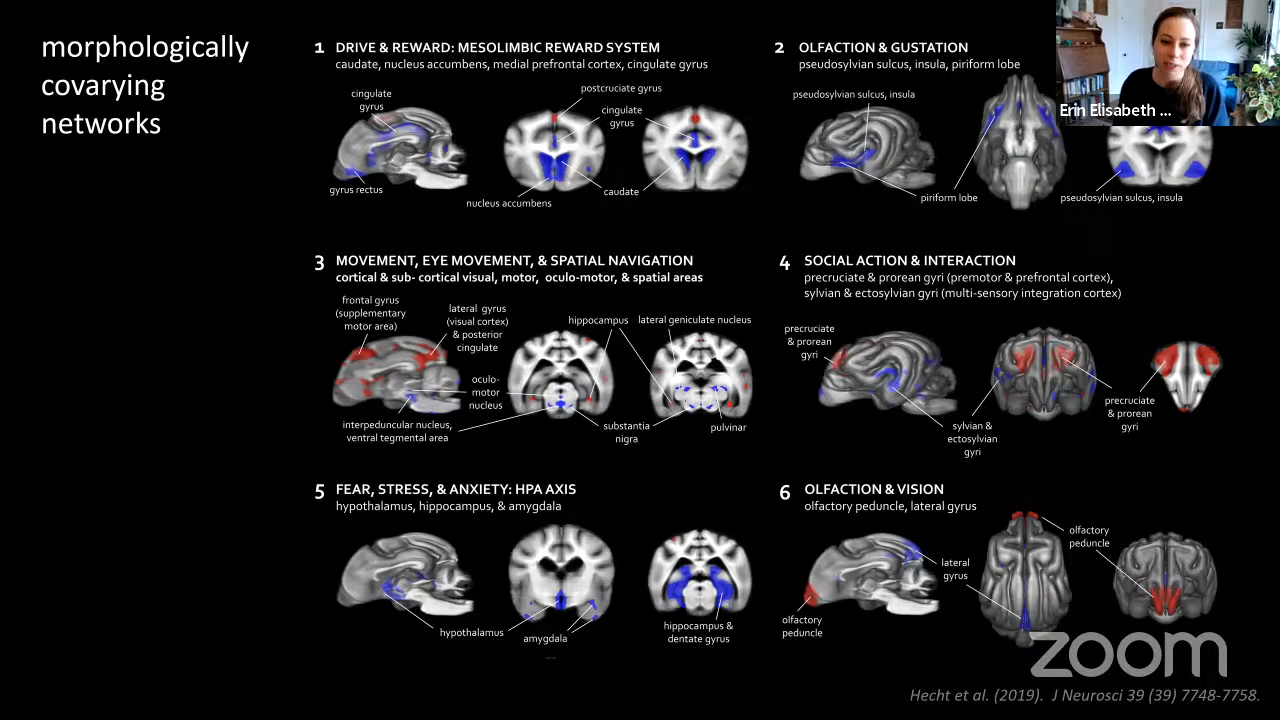 morphologically
covarying
networks
1 DRIVE & REWARD: MESOLIMBIC REWARD SYSTEM
caudate, nucleus accumbens, medial prefrontal cortex, cingulate gyrus
cingulate
gyrus
postcruciate gyrus
cingulate
gyrus
gyrus rectus
caudate
nucleus accumbens
2 OLFACTION & GUSTATION
pseudosylvian sulcus, insula, piriform lobe
pseudosylvian sulcus, insula
piriform lobe
pseudosylvian sulcus, insula
Erin Elisabeth ...
3 MOVEMENT, EYE MOVEMENT, & SPATIAL NAVIGATION
cortical & sub- cortical visual, motor, oculo-motor, & spatial areas
frontal gyrus
(supplementary
motor area)
lateral gyrus
(visual cortex)
& posterior
cingulate
hippocampus
lateral geniculate nucleus
oculo-
motor
nucleus
interpeduncular nucleus,
ventral tegmental area
substantia
nigra
pulvinar
4 SOCIAL ACTION & INTERACTION
precruciate & prorean gyri (premotor & prefrontal cortex),
sylvian & ectosylvian gyri (multi-sensory integration cortex)
precruciate
& prorean
gyri
sylvian &
ectosylvian
gyri
precruciate
& prorean
gyri
5 FEAR, STRESS, & ANXIETY: HPA AXIS
hypothalamus, hippocampus, & amygdala
hypothalamus
amygdala
hippocampus &
dentate gyrus
6 OLFACTION & VISION
olfactory peduncle, lateral gyrus
olfactory
peduncle
lateral
gyrus
olfactory
peduncle
zoom
Hecht et al. (2019). J Neurosci 39 (39) 7748-7758.